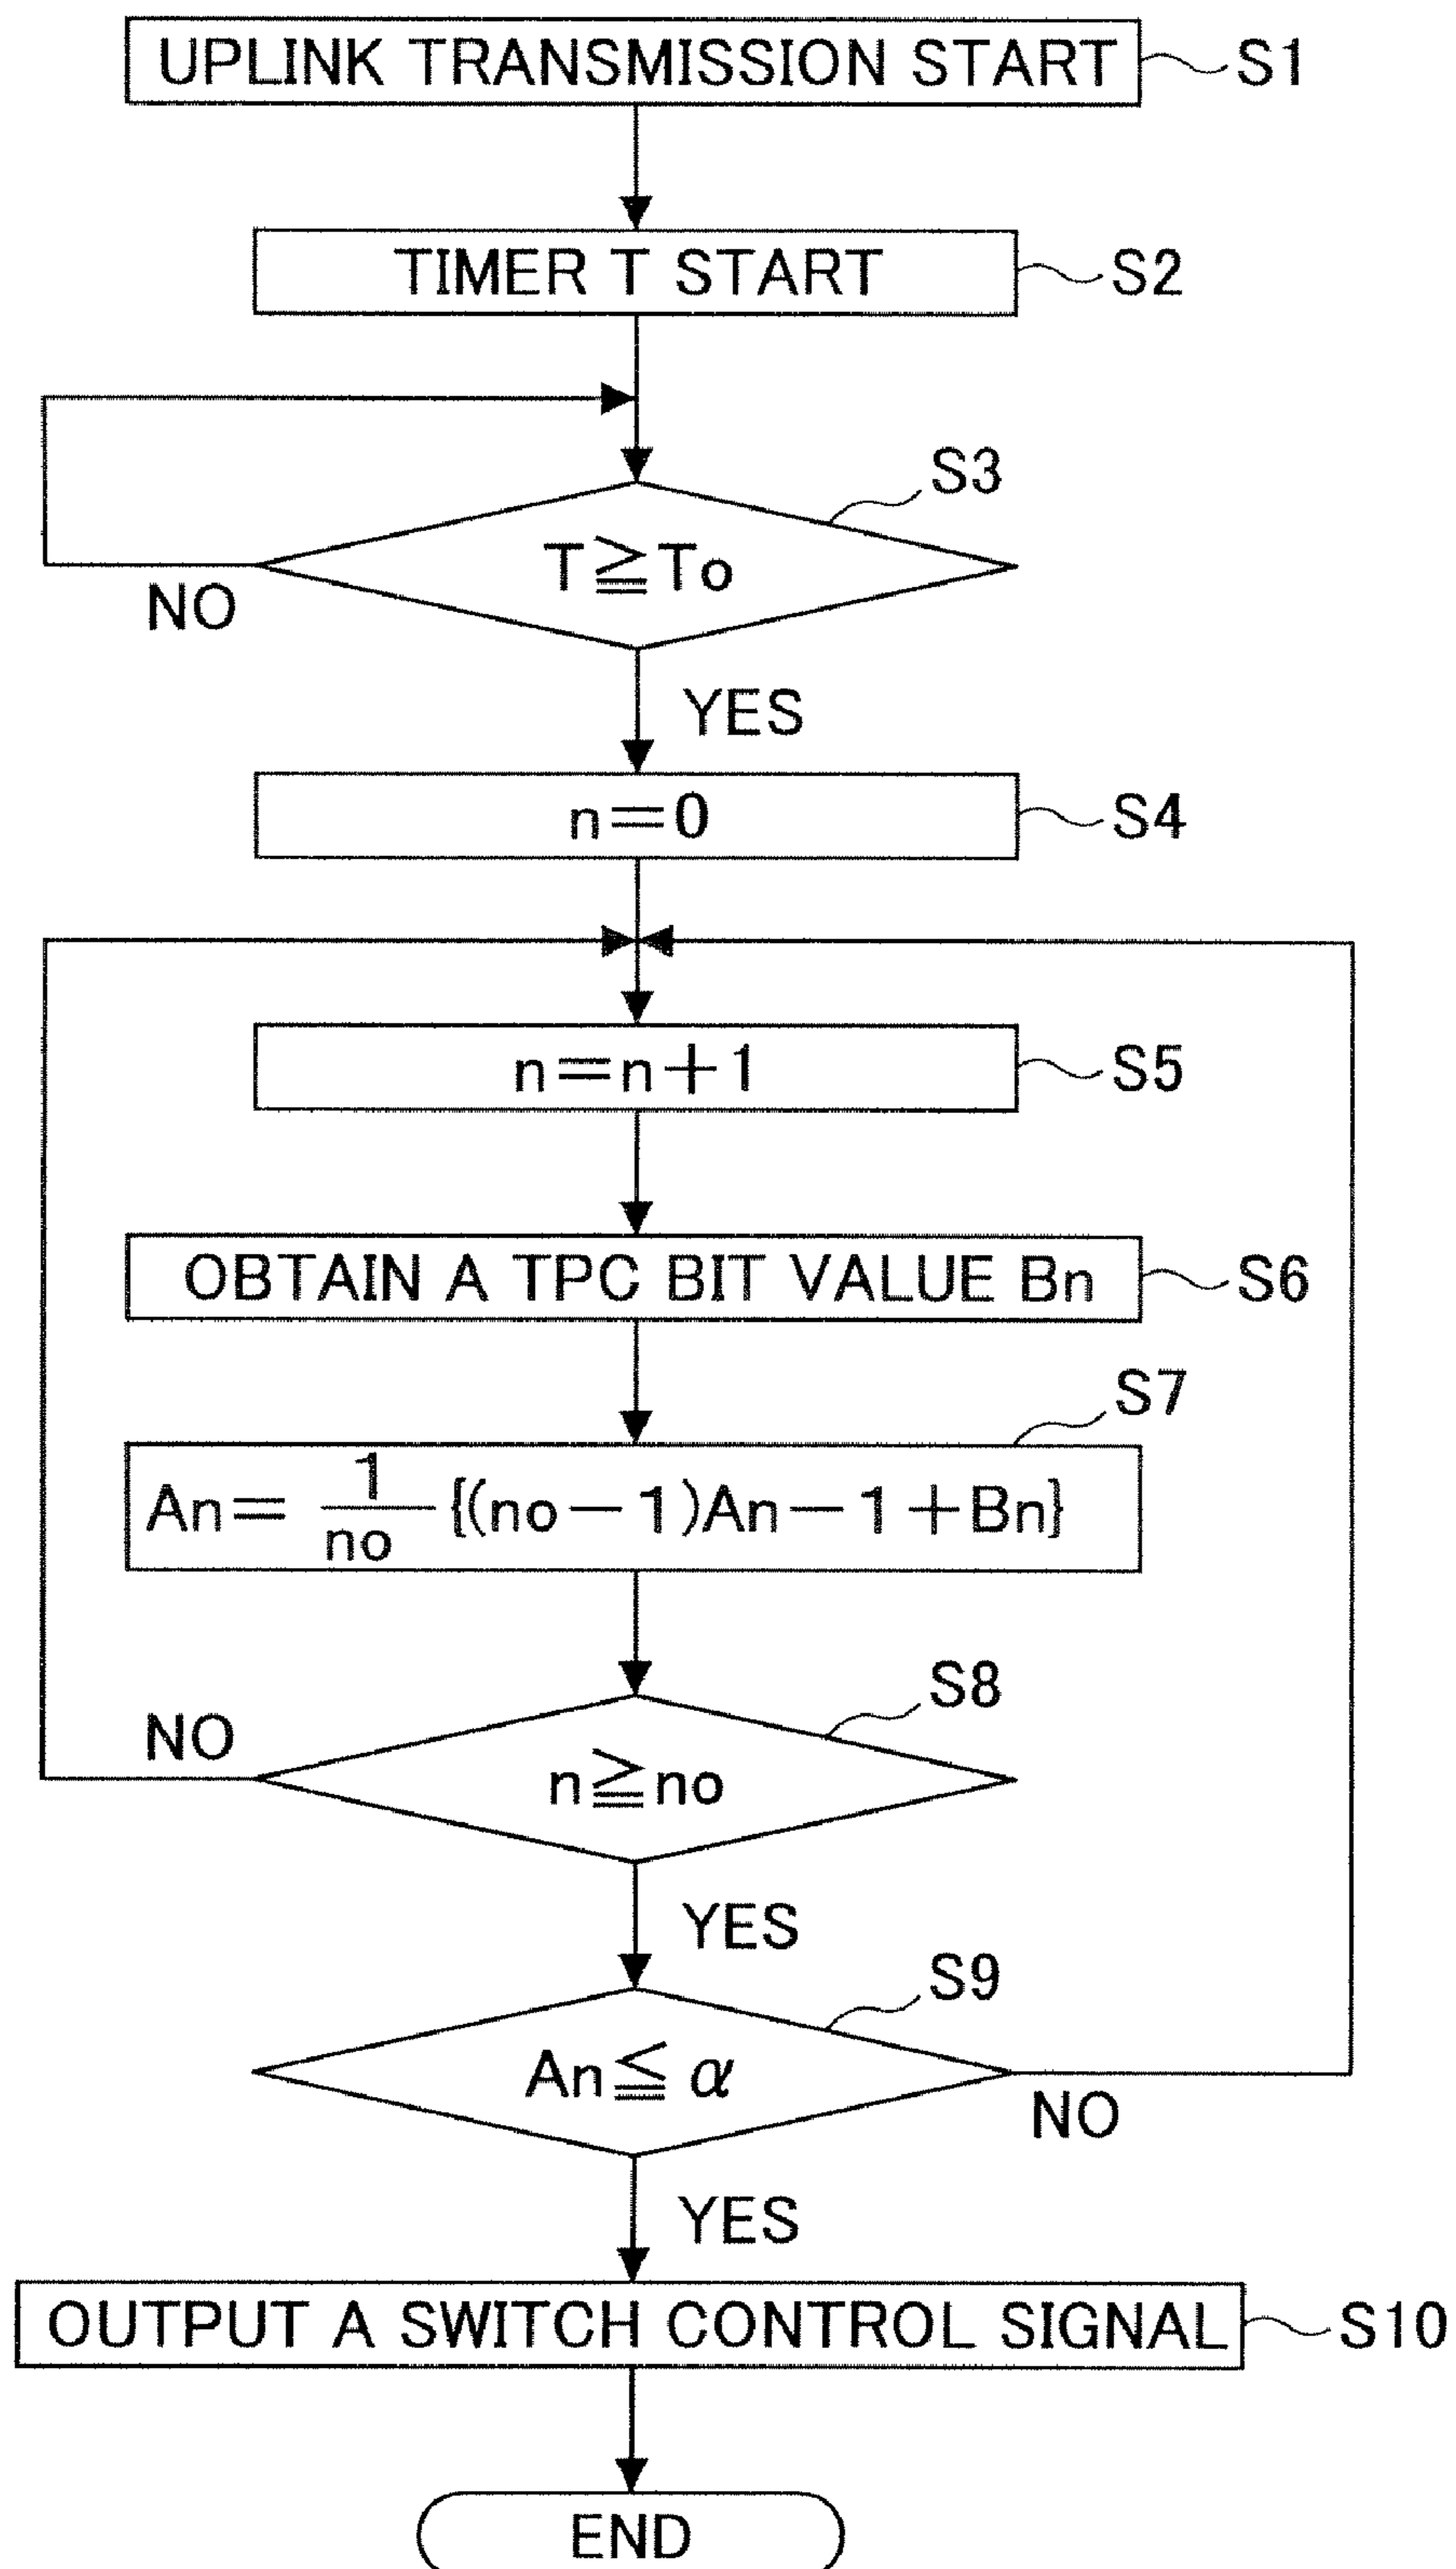 UPLINK TRANSMISSION START S1
TIMER T START S2
S3
T≧To
NO
YES
n=0 S4
n=n+1 S5
OBTAIN A TPC BIT VALUE Bn S6
S7
An= 1/no {(no-1)An-1+Bn}
S8
NO
n≧no
YES
S9
An≦α
NO
YES
OUTPUT A SWITCH CONTROL SIGNAL S10
END